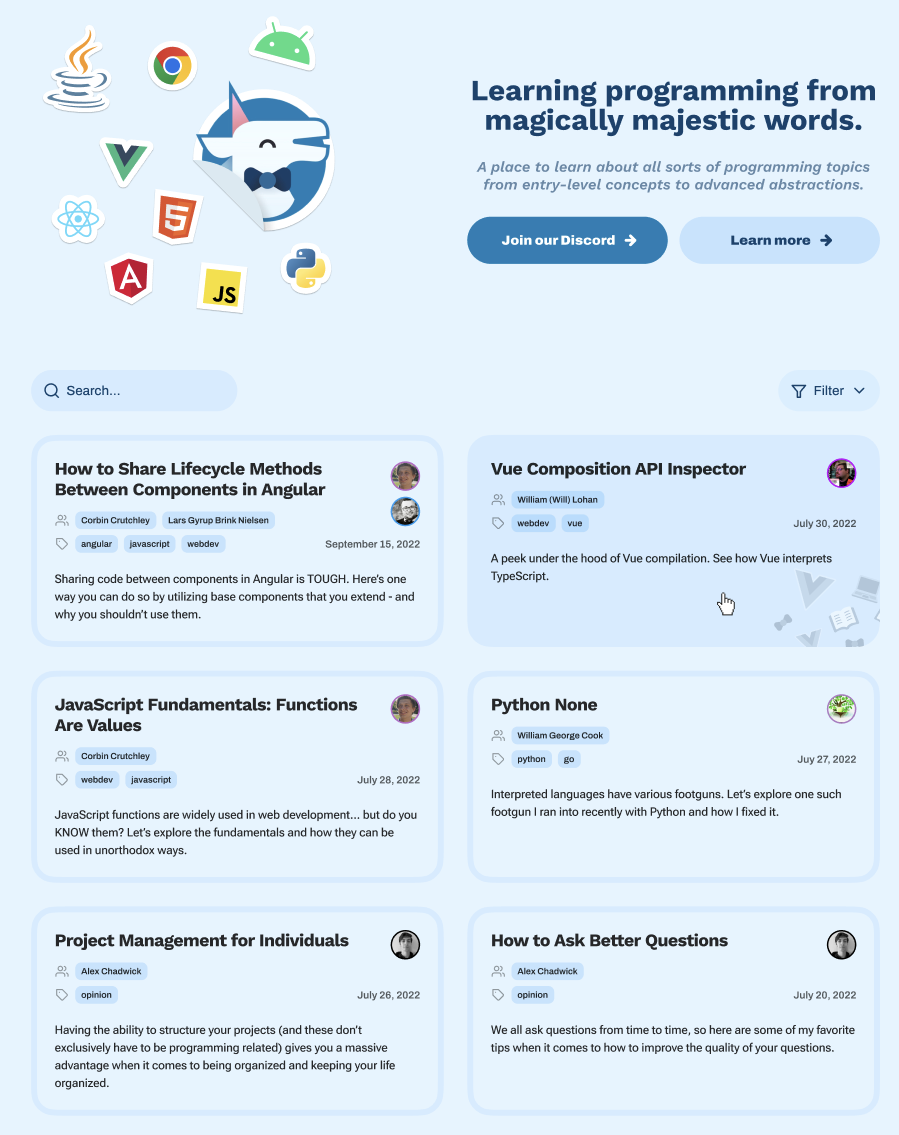 Learning programming from
magically majestic words.
A place to learn about all sorts of programming topics
from entry-level concepts to advanced abstractions.
Join our Discord
Learn more
5
A
JS
Search...
Filter
How to Share Lifecycle Methods
Between Components in Angular
Corbin Crutchley Lars Gyrup Brink Nielsen
angular javascript webdev September 15, 2022
Sharing code between components in Angular is TOUGH. Here's one
way you can do so by utilizing base components that you extend - and
why you shouldn't use them.
Vue Composition API Inspector
William (Will) Lohan
webdev vue July 30, 2022
A peek under the hood of Vue compilation. See how Vue interprets
TypeScript.
JavaScript Fundamentals: Functions
Are Values
Corbin Crutchley
webdev javascript July 28, 2022
JavaScript functions are widely used in web development... but do you
KNOW them? Let's explore the fundamentals and how they can be
used in unorthodox ways.
Python None
William George Cook
python go Juy 27, 2022
Interpreted languages have various footguns. Let's explore one such
footgun I ran into recently with Python and how I fixed it.
Project Management for Individuals
Alex Chadwick
opinion July 26, 2022
Having the ability to structure your projects (and these don't
exclusively have to be programming related) gives you a massive
advantage when it comes to being organized and keeping your life
organized.
How to Ask Better Questions
Alex Chadwick
opinion July 20, 2022
We all ask questions from time to time, so here are some of my favorite
tips when it comes to how to improve the quality of your questions.